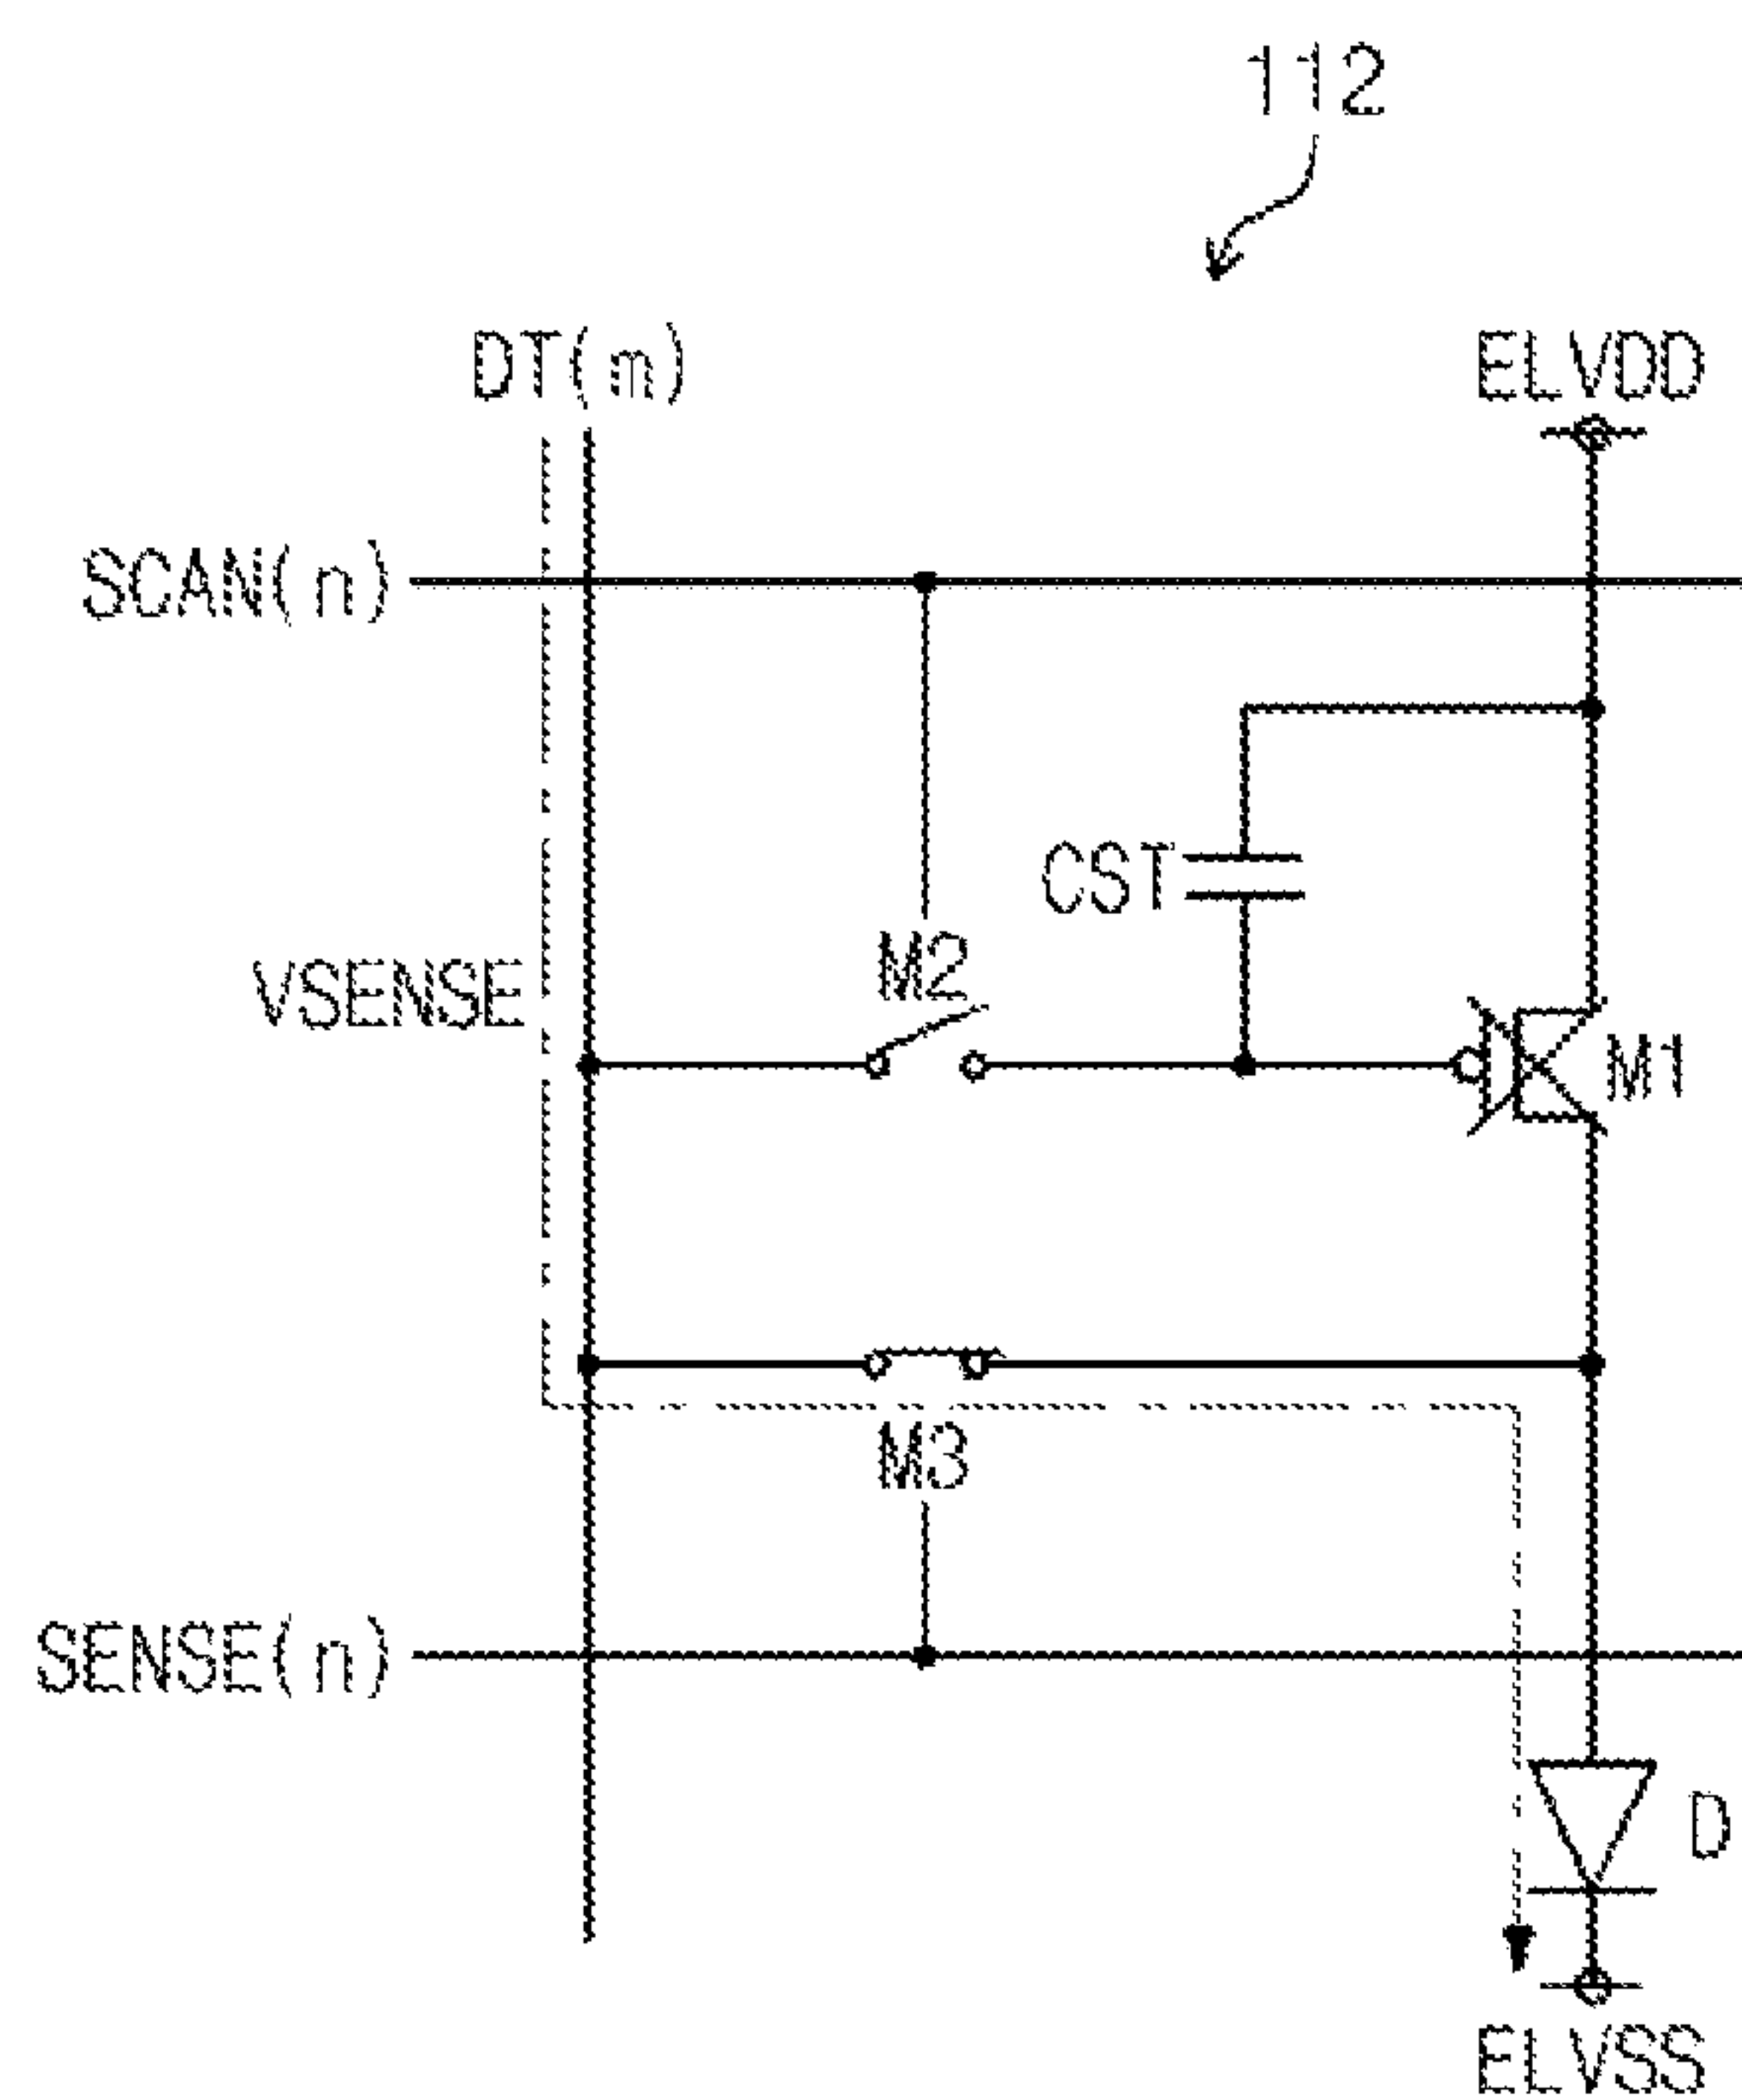 112
DT(m)
ELVDD
SCAN(n)
CST
M2
VSENSE
M1
M3
SENSE(n)
D
ELVSS